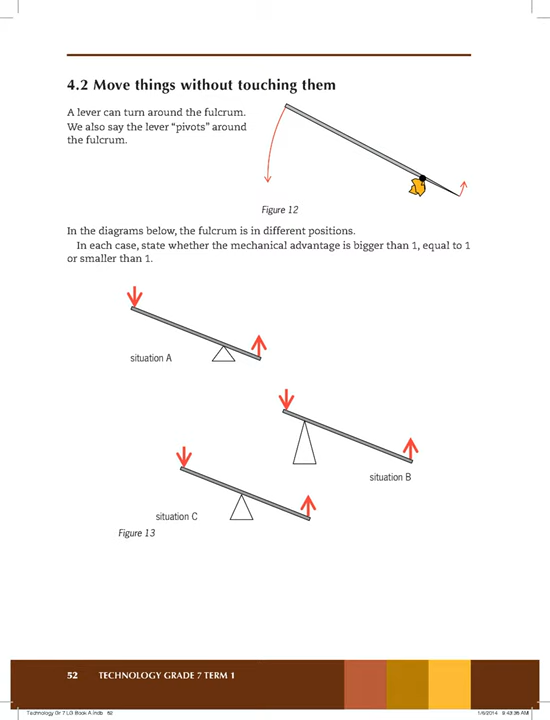 4.2 Move things without touching them
A lever can turn around the fulcrum.
We also say the lever “pivots” around
the fulcrum.
Figure 12
In the diagrams below, the fulcrum is in different positions.
In each case, state whether the mechanical advantage is bigger than 1, equal to 1
or smaller than 1.
situation A
situation B
situation C
Figure 13
52 TECHNOLOGY GRADE 7 TERM 1
Technology Gr 7 LG Book A.indb 52 1/9/2014 9:43:36 AM